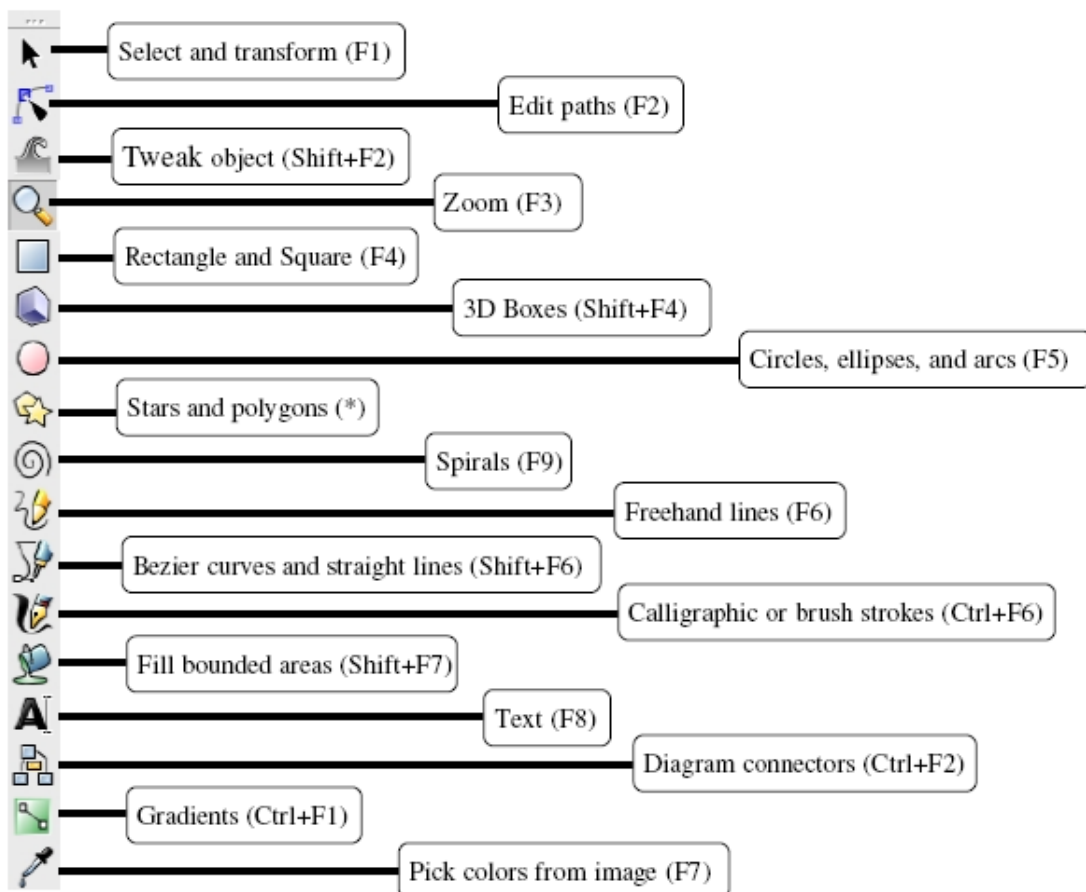 Select and transform (F1)
Edit paths (F2)
Tweak object (Shift+F2)
Zoom (F3)
Rectangle and Square (F4)
3D Boxes (Shift+F4)
Circles, ellipses, and arcs (F5)
Stars and polygons (*)
Spirals (F9)
Freehand lines (F6)
Bezier curves and straight lines (Shift+F6)
Calligraphic or brush strokes (Ctrl+F6)
Fill bounded areas (Shift+F7)
Text (F8)
Diagram connectors (Ctrl+F2)
Gradients (Ctrl+F1)
Pick colors from image (F7)